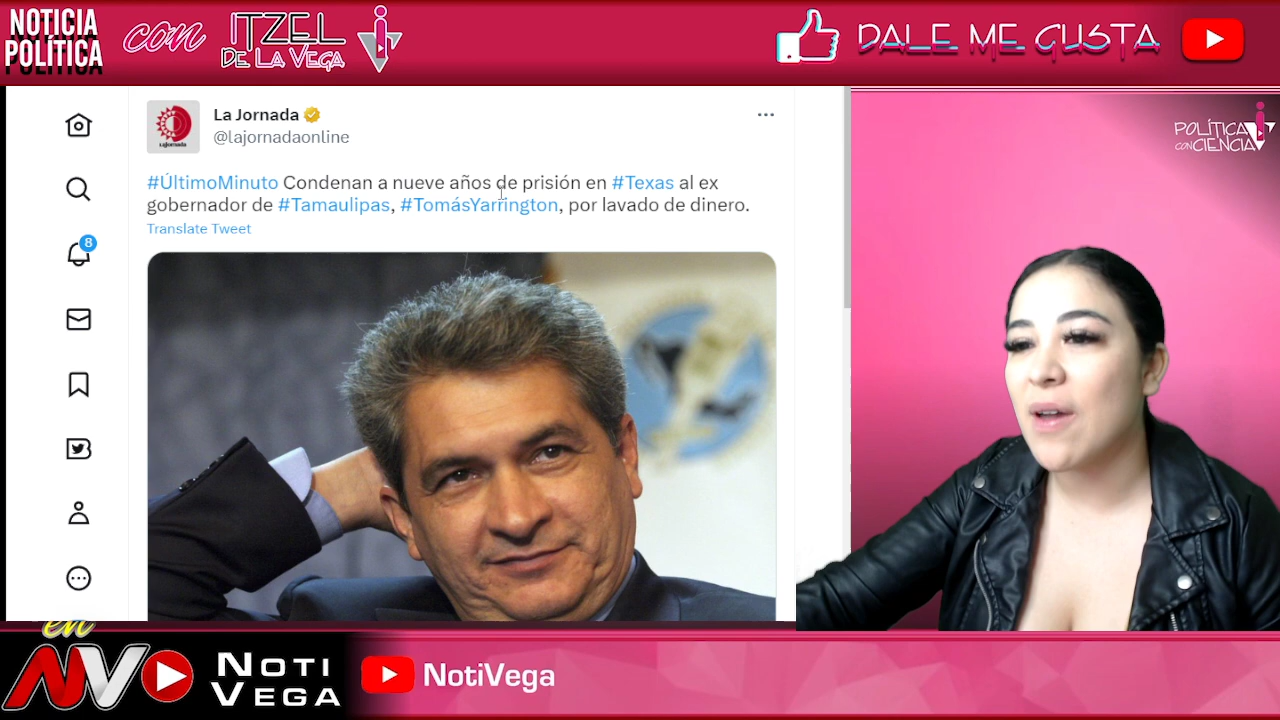 NOTICIA
POLÍTICA
con
ITZEL
DE LA VEGA
DALE ME GUSTA
La Jornada
@lajornadaonline
La Jornada
#ÚltimoMinuto Condenan a nueve años de prisión en #Texas al ex
gobernador de #Tamaulipas, #TomásYarrington, por lavado de dinero.
Translate Tweet
8
POLÍTICA
CON CIENCIA
en
NV
NOTI
VEGA
NotiVega